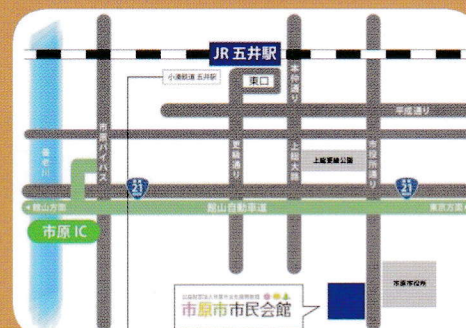 JR 五井駅
小湊鉄道 五井駅
東口
本仲通り
平成通り
市原バイパス
更級通り
上総大路
市役所通り
上総更級公園
養老川
21
21
館山方面
館山自動車道
東京方面
市原 IC
市原市市民会館
市原市役所